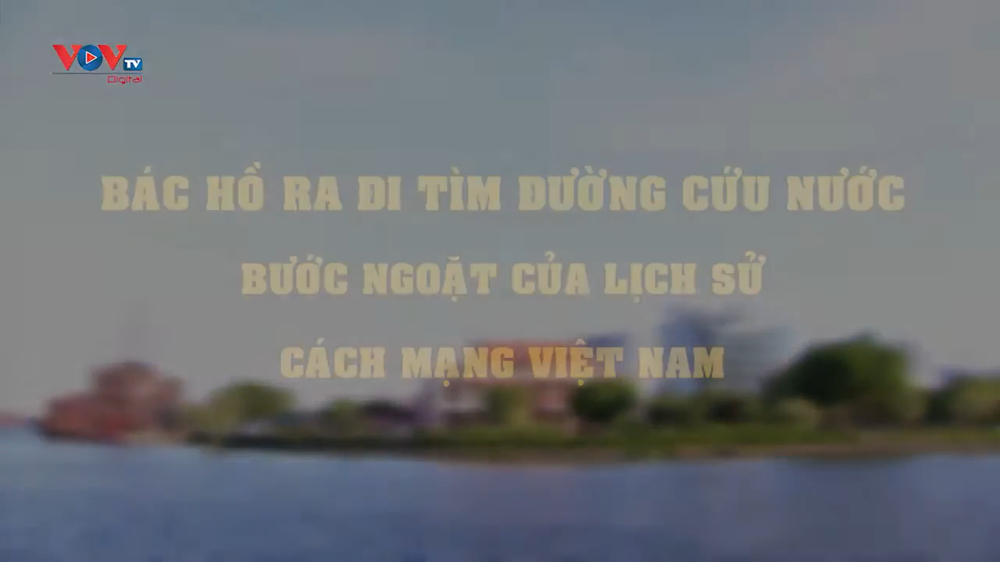 VOV TV
Digital
BÁC HỒ RA ĐI TÌM ĐƯỜNG CỨU NƯỚC
BƯỚC NGOẶT CỦA LỊCH SỬ
CÁCH MẠNG VIỆT NAM